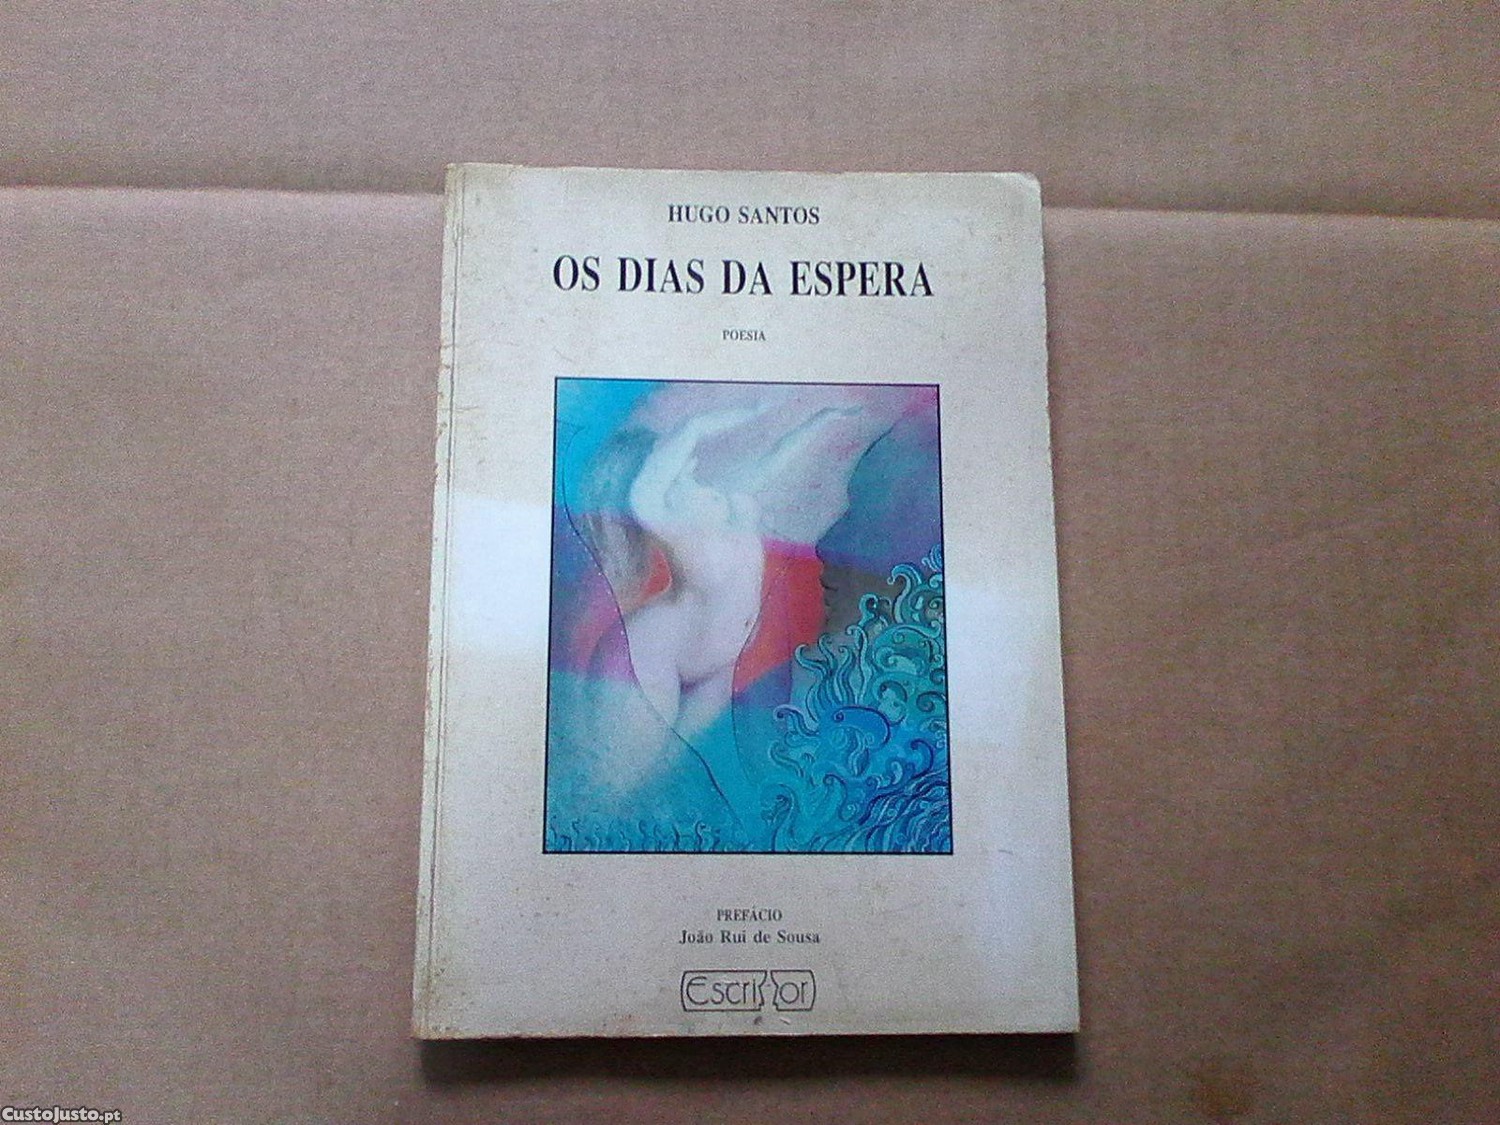 HUGO SANTOS
OS DIAS DA ESPERA
POESIA
PREFÁCIO
João Rui de Sousa
Escritor
CustoJusto.pt